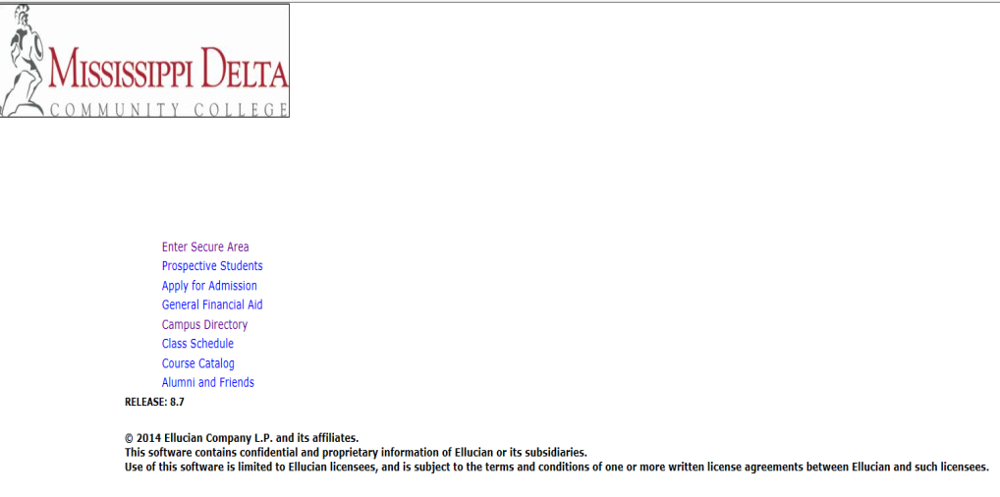 MISSISSIPPI DELTA
COMMUNITY COLLEGE
Enter Secure Area
Prospective Students
Apply for Admission
General Financial Aid
Campus Directory
Class Schedule
Course Catalog
Alumni and Friends
RELEASE: 8.7
© 2014 Ellucian Company L.P. and its affiliates.
This software contains confidential and proprietary information of Ellucian or its subsidiaries.
Use of this software is limited to Ellucian licensees, and is subject to the terms and conditions of one or more written license agreements between Ellucian and such licensees.